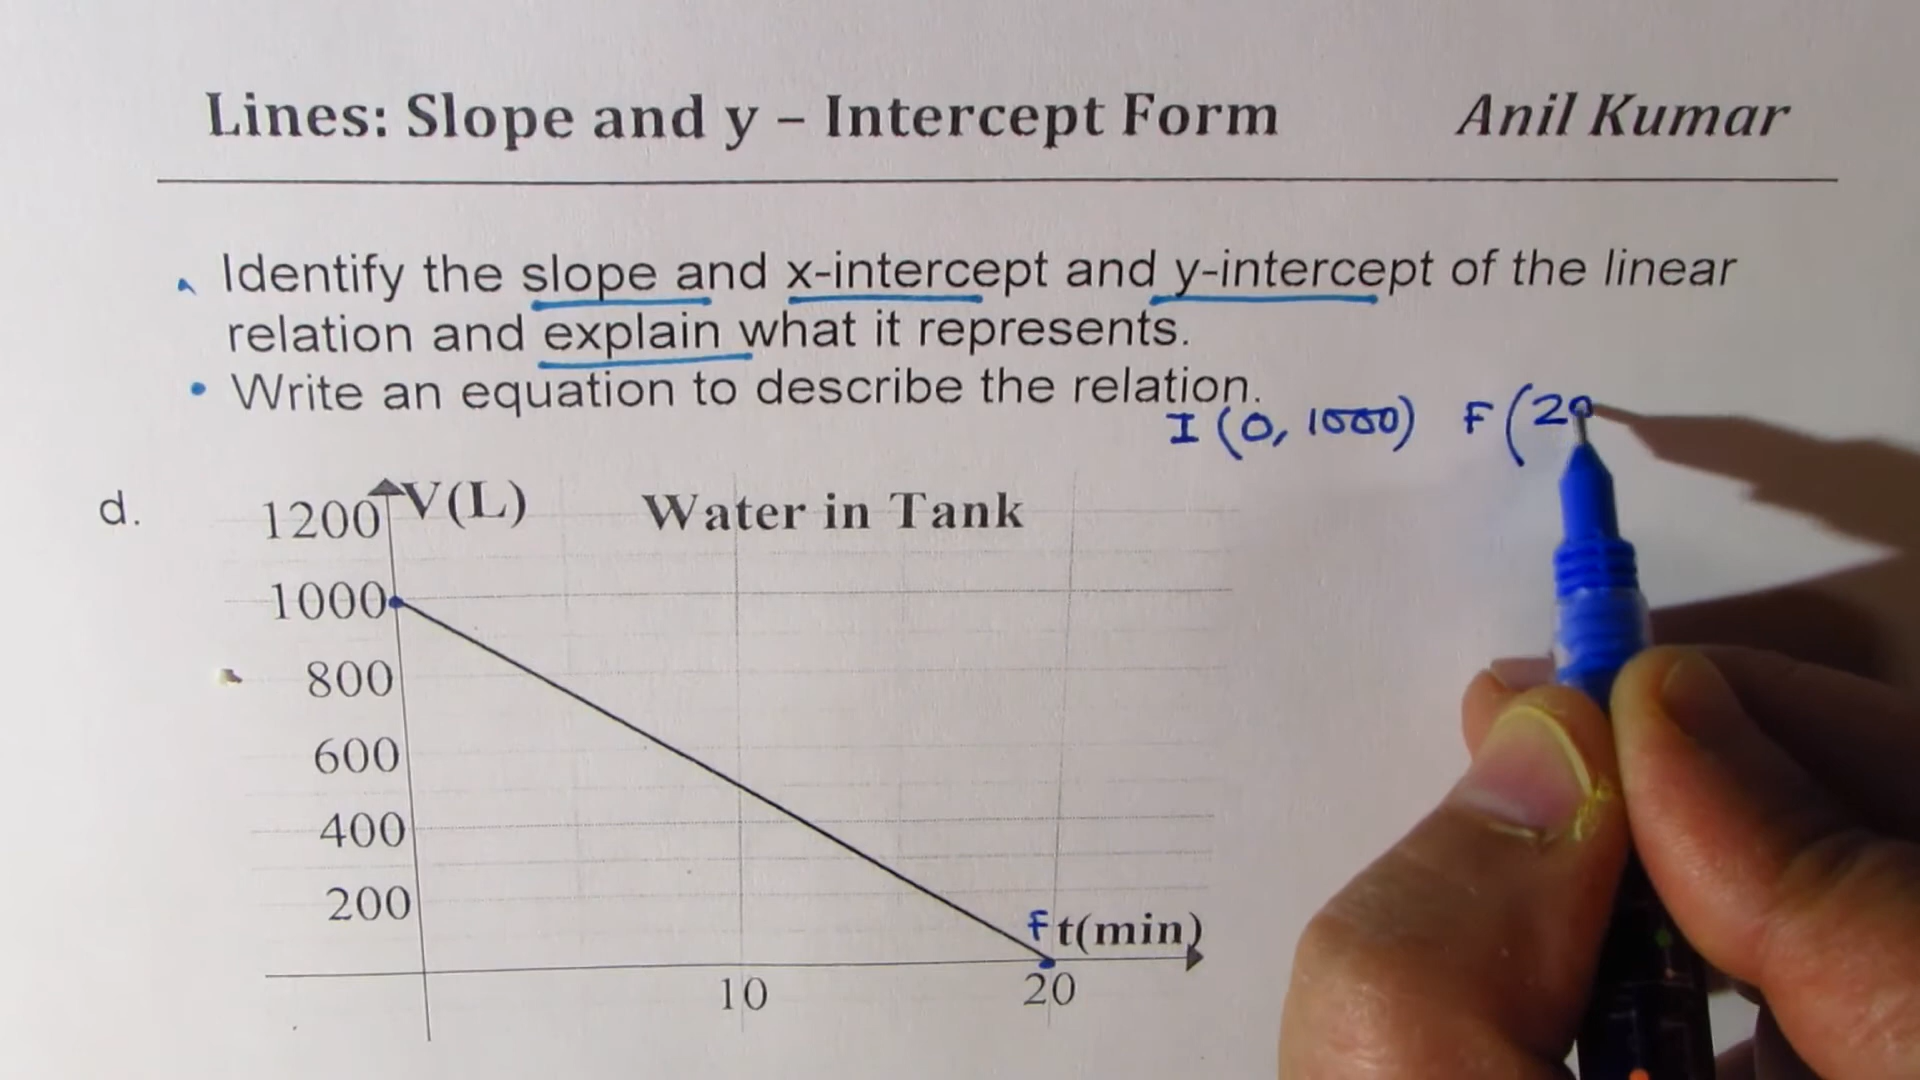 Lines: Slope and y – Intercept Form Anil Kumar
Identify the slope and x-intercept and y-intercept of the linear
relation and explain what it represents.
• Write an equation to describe the relation.
I (0, 1000) F (20
d.
1200 V(L) Water in Tank
1000
800
600
400
200
f t(min)
10 20